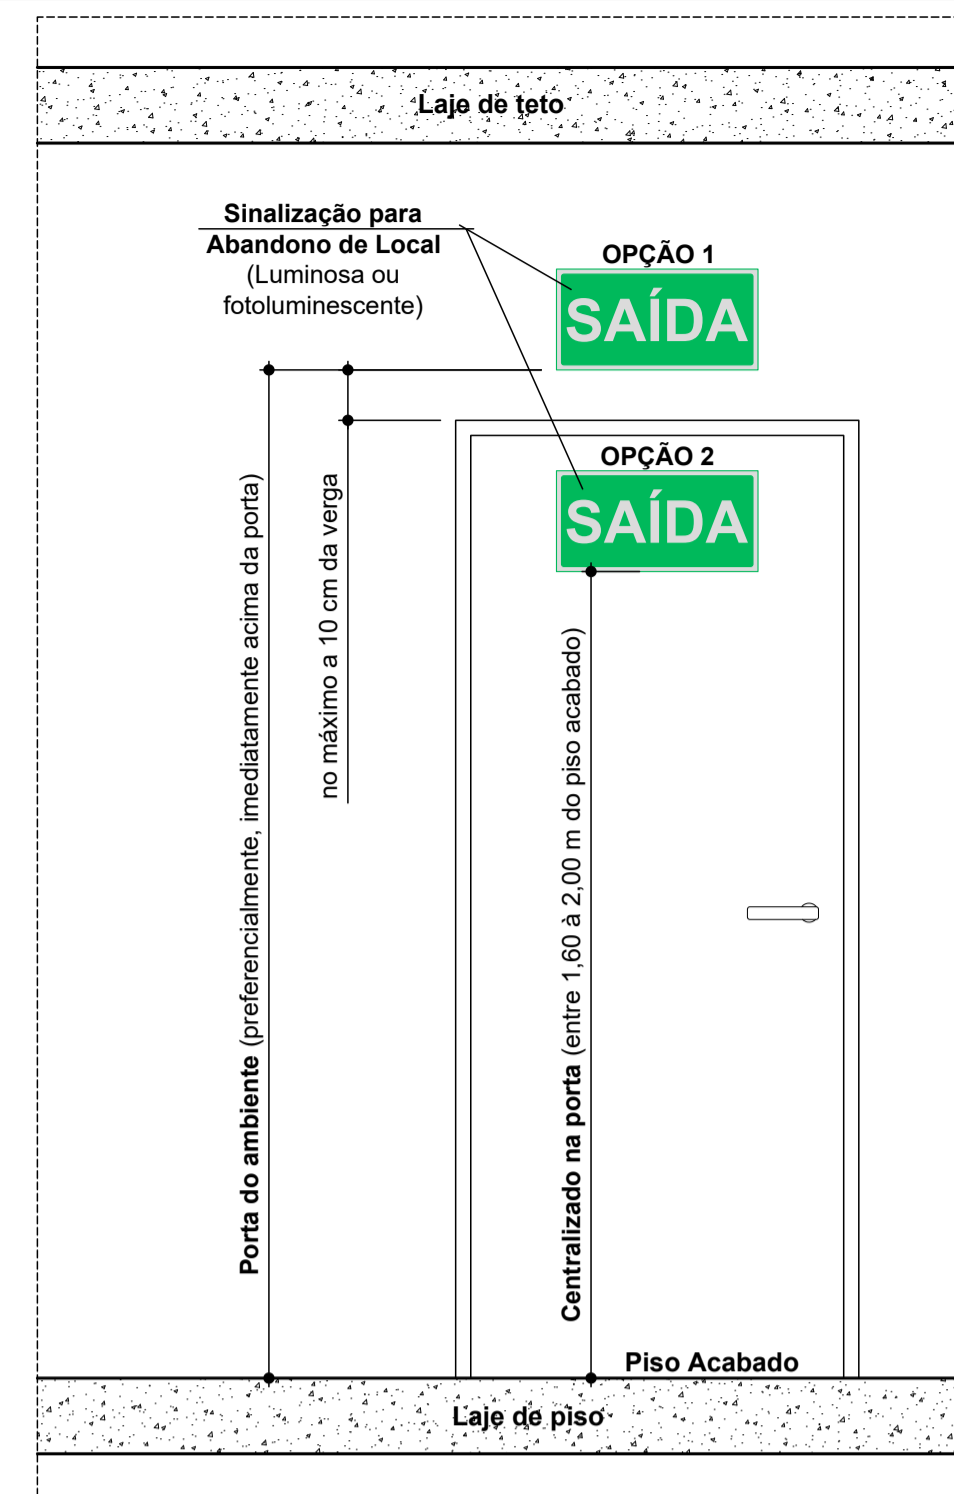 Laje de teto
Sinalização para
Abandono de Local
(Luminosa ou
fotoluminescente)
OPÇÃO 1
SAÍDA
OPÇÃO 2
SAÍDA
Porta do ambiente (preferencialmente, imediatamente acima da porta)
no máximo a 10 cm da verga
Centralizado na porta (entre 1,60 à 2,00 m do piso acabado)
Piso Acabado
Laje de piso